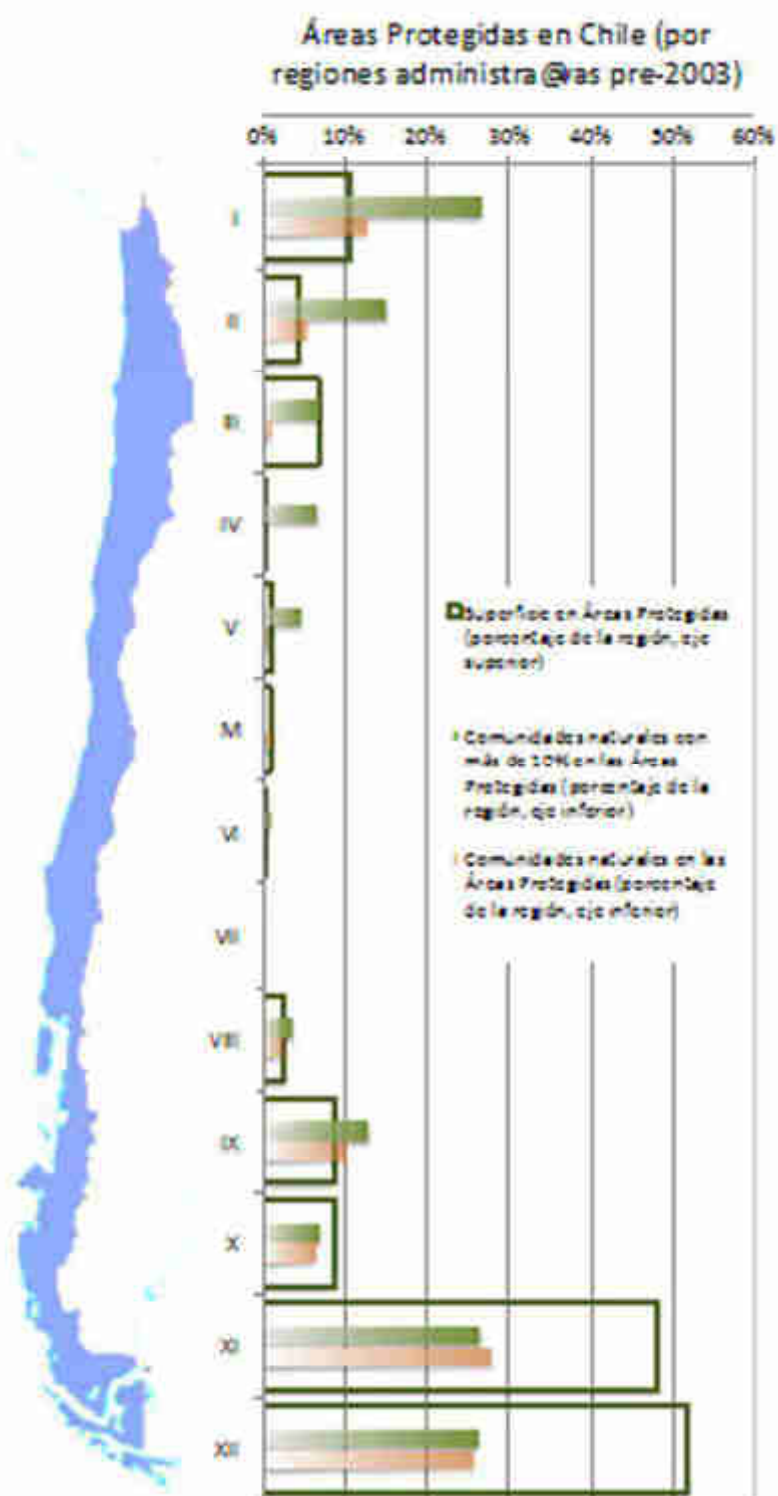 Áreas Protegidas en Chile (por
regiones administra@vas pre-2003)
0% 10% 20% 30% 40% 50% 60%
I
II
III
IV
V
M
VI
VII
VIII
IX
X
XI
XII
Superficie en Áreas Protegidas
(porcentaje de la región, eje
superior)
Comunidades naturales con
más de 10% en las Áreas
Protegidas (porcentaje de la
región, eje inferior)
Comunidades naturales en las
Áreas Protegidas (porcentaje
de la región, eje inferior)